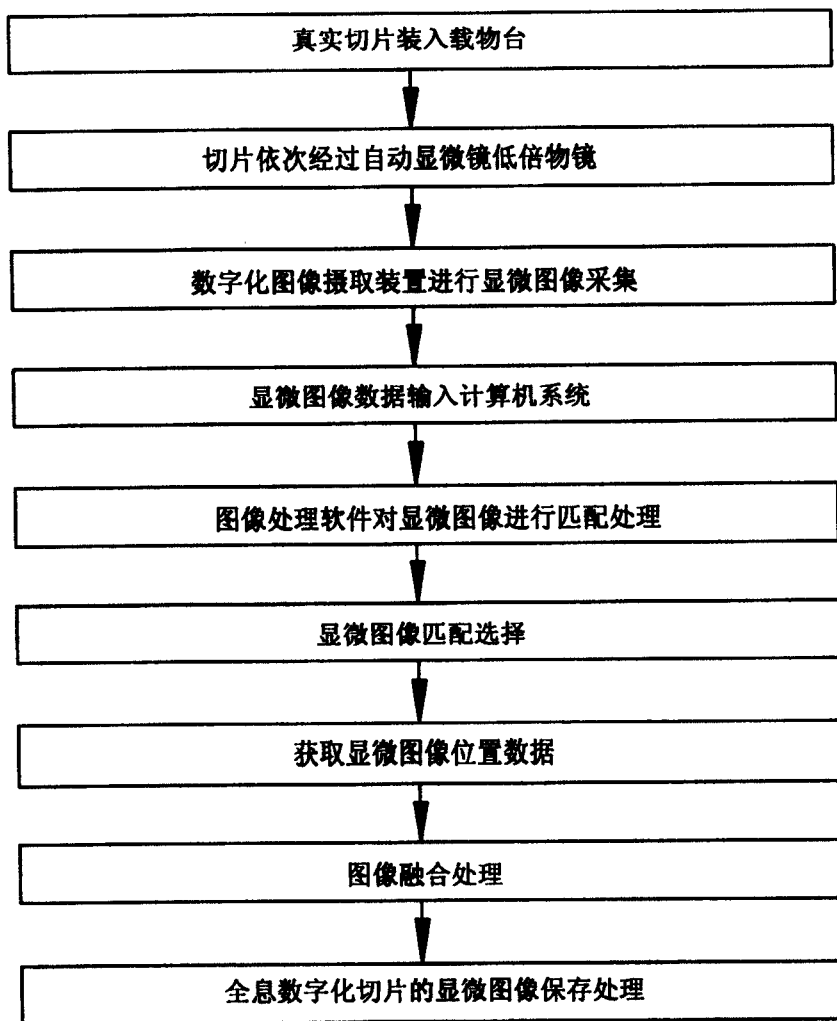 真实切片装入载物台
切片依次经过自动显微镜低倍物镜
数字化图像摄取装置进行显微图像采集
显微图像数据输入计算机系统
图像处理软件对显微图像进行匹配处理
显微图像匹配选择
获取显微图像位置数据
图像融合处理
全息数字化切片的显微图像保存处理